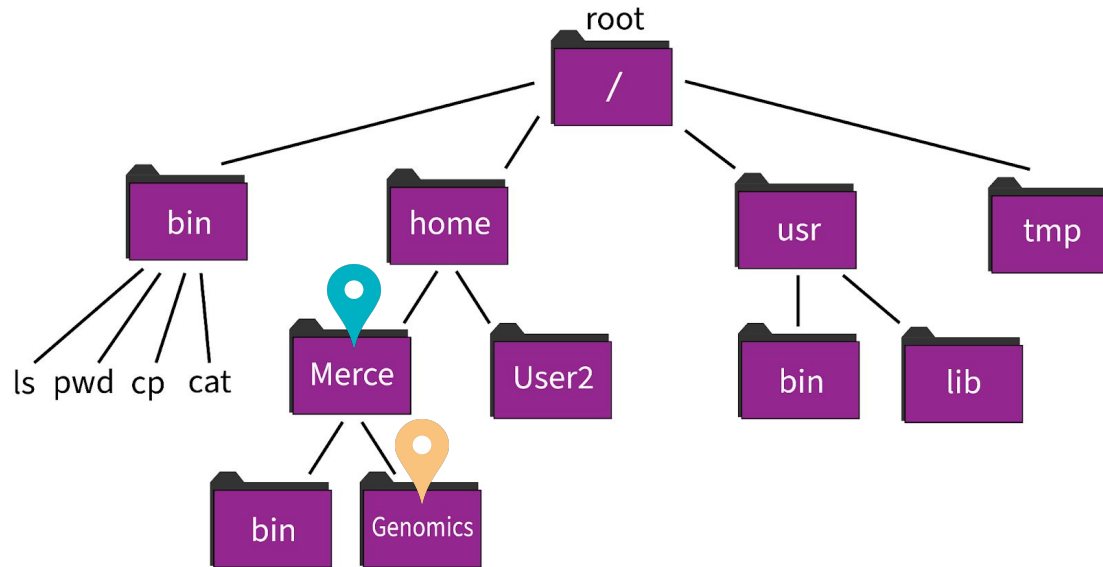 root
/
bin
home
usr
tmp
ls pwd cp cat
Merce
User2
bin
lib
bin
Genomics